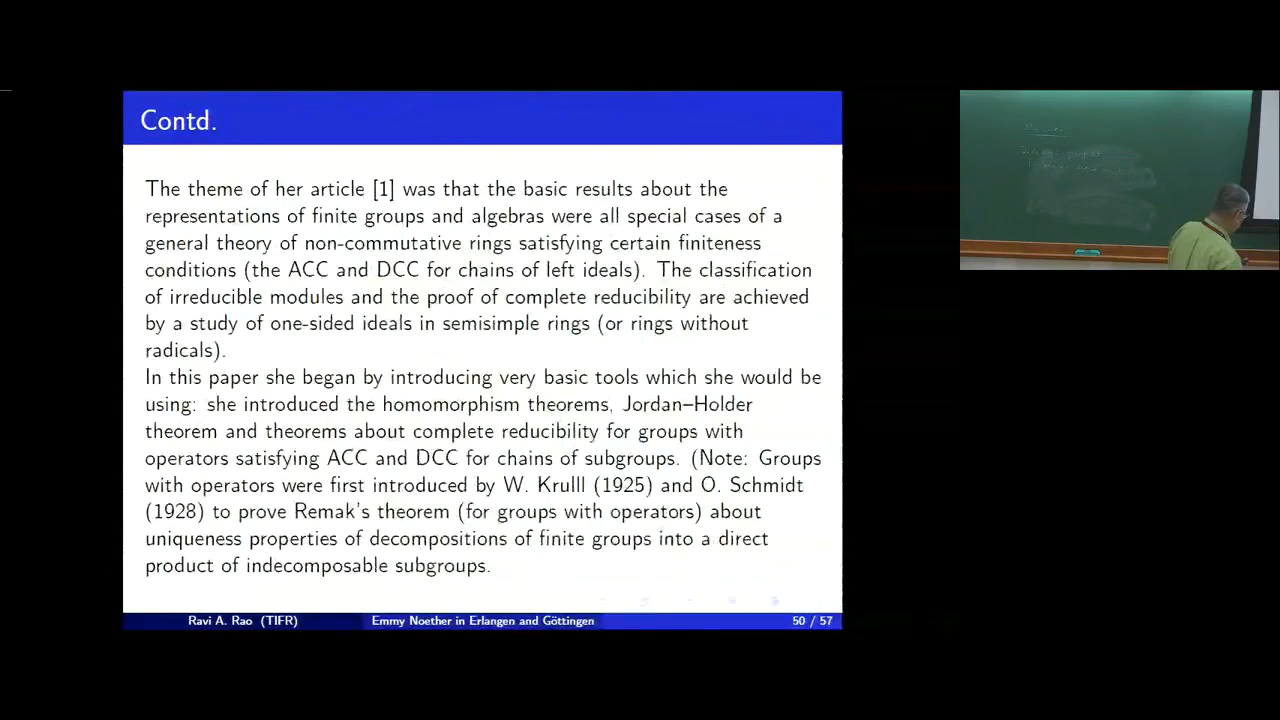 Contd.
The theme of her article [1] was that the basic results about the
representations of finite groups and algebras were all special cases of a
general theory of non-commutative rings satisfying certain finiteness
conditions (the ACC and DCC for chains of left ideals). The classification
of irreducible modules and the proof of complete reducibility are achieved
by a study of one-sided ideals in semisimple rings (or rings without
radicals).
In this paper she began by introducing very basic tools which she would be
using: she introduced the homomorphism theorems, Jordan–Holder
theorem and theorems about complete reducibility for groups with
operators satisfying ACC and DCC for chains of subgroups. (Note: Groups
with operators were first introduced by W. Krulll (1925) and O. Schmidt
(1928) to prove Remak's theorem (for groups with operators) about
uniqueness properties of decompositions of finite groups into a direct
product of indecomposable subgroups.
Ravi A. Rao (TIFR) Emmy Noether in Erlangen and Göttingen 50 / 57